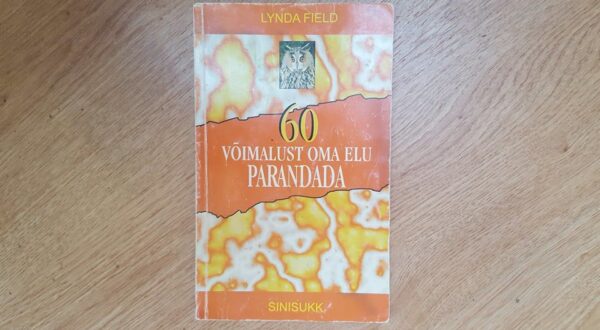 LYNDA FIELD
60
VÕIMALUST OMA ELU
PARANDADA
SINISUKK